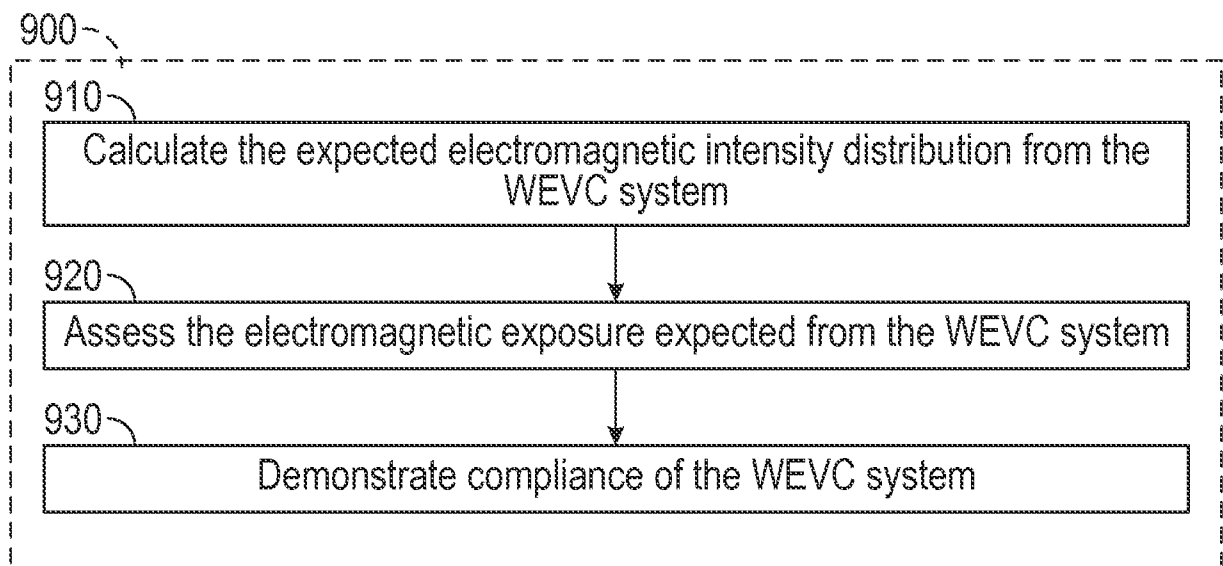 900
910
Calculate the expected electromagnetic intensity distribution from the
WEVC system
920
Assess the electromagnetic exposure expected from the WEVC system
930
Demonstrate compliance of the WEVC system